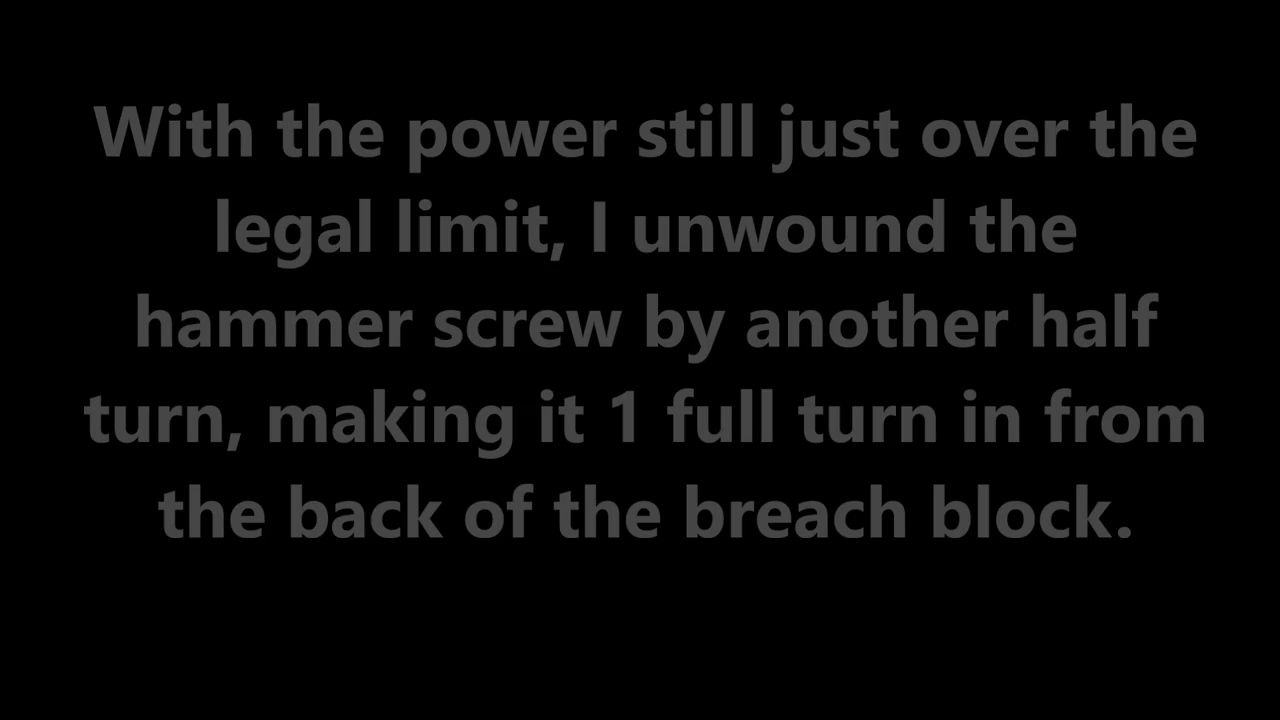 With the power still just over the
legal limit, I unwound the
hammer screw by another half
turn, making it 1 full turn in from
the back of the breach block.